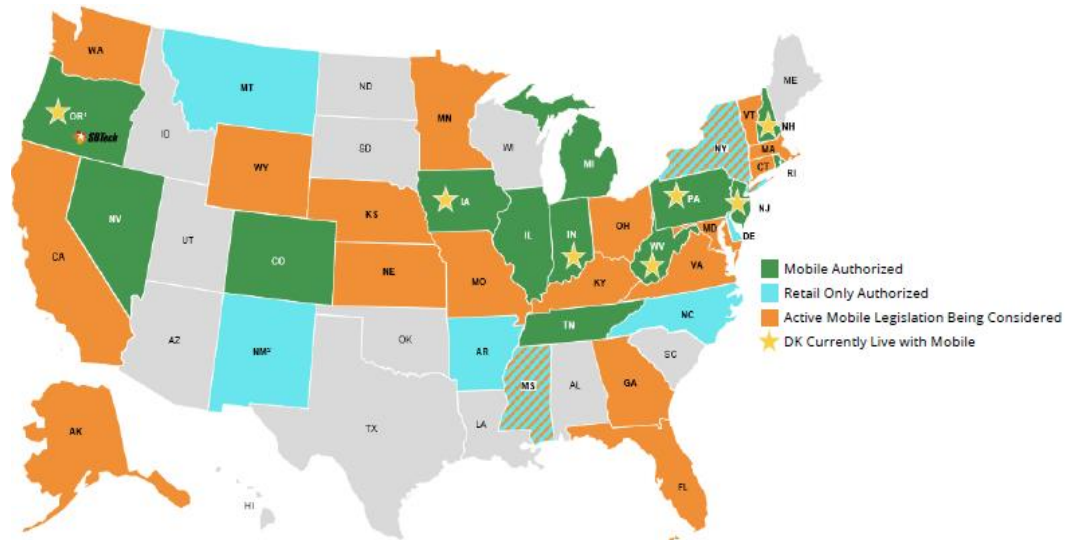 WA
MT
ND
MN
ME
OR¹
SBTech
ID
SD
WI
VT
NH
NY
MA
MI
CT
RI
WY
IA
PA
NJ
KS
NV
UT
CO
IL
IN
OH
MD
DE
WV
CA
NE
MO
KY
VA
Mobile Authorized
Retail Only Authorized
Active Mobile Legislation Being Considered
DK Currently Live with Mobile
AZ
NM²
OK
AR
TN
NC
SC
MS
AL
GA
TX
LA
AK
FL
HI